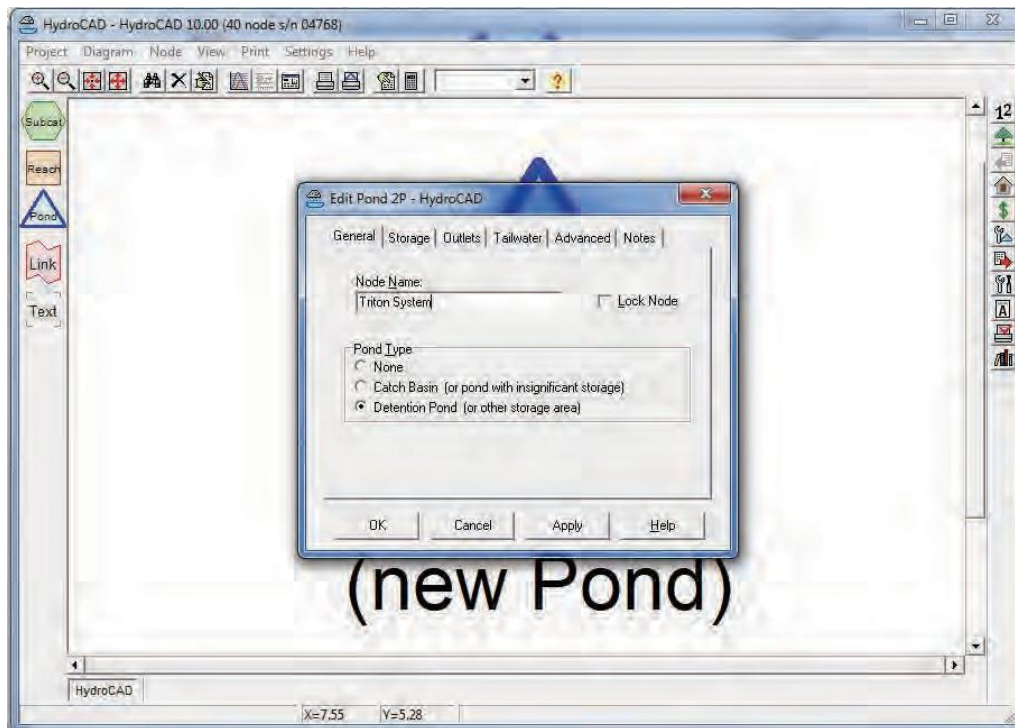 HydroCAD - HydroCAD 10.00 (40 node s/n 04768)
Project Diagram Node View Print Settings Help
Subcat
Reach
Pond
Link
Text
12
A
Edit Pond 2P - HydroCAD
General Storage Outlets Tailwater Advanced Notes
Node Name:
Triton System
Lock Node
Pond Type
None
Catch Basin (or pond with insignificant storage)
Detention Pond (or other storage area)
OK Cancel Apply Help
(new Pond)
HydroCAD
X=7.55 Y=5.28